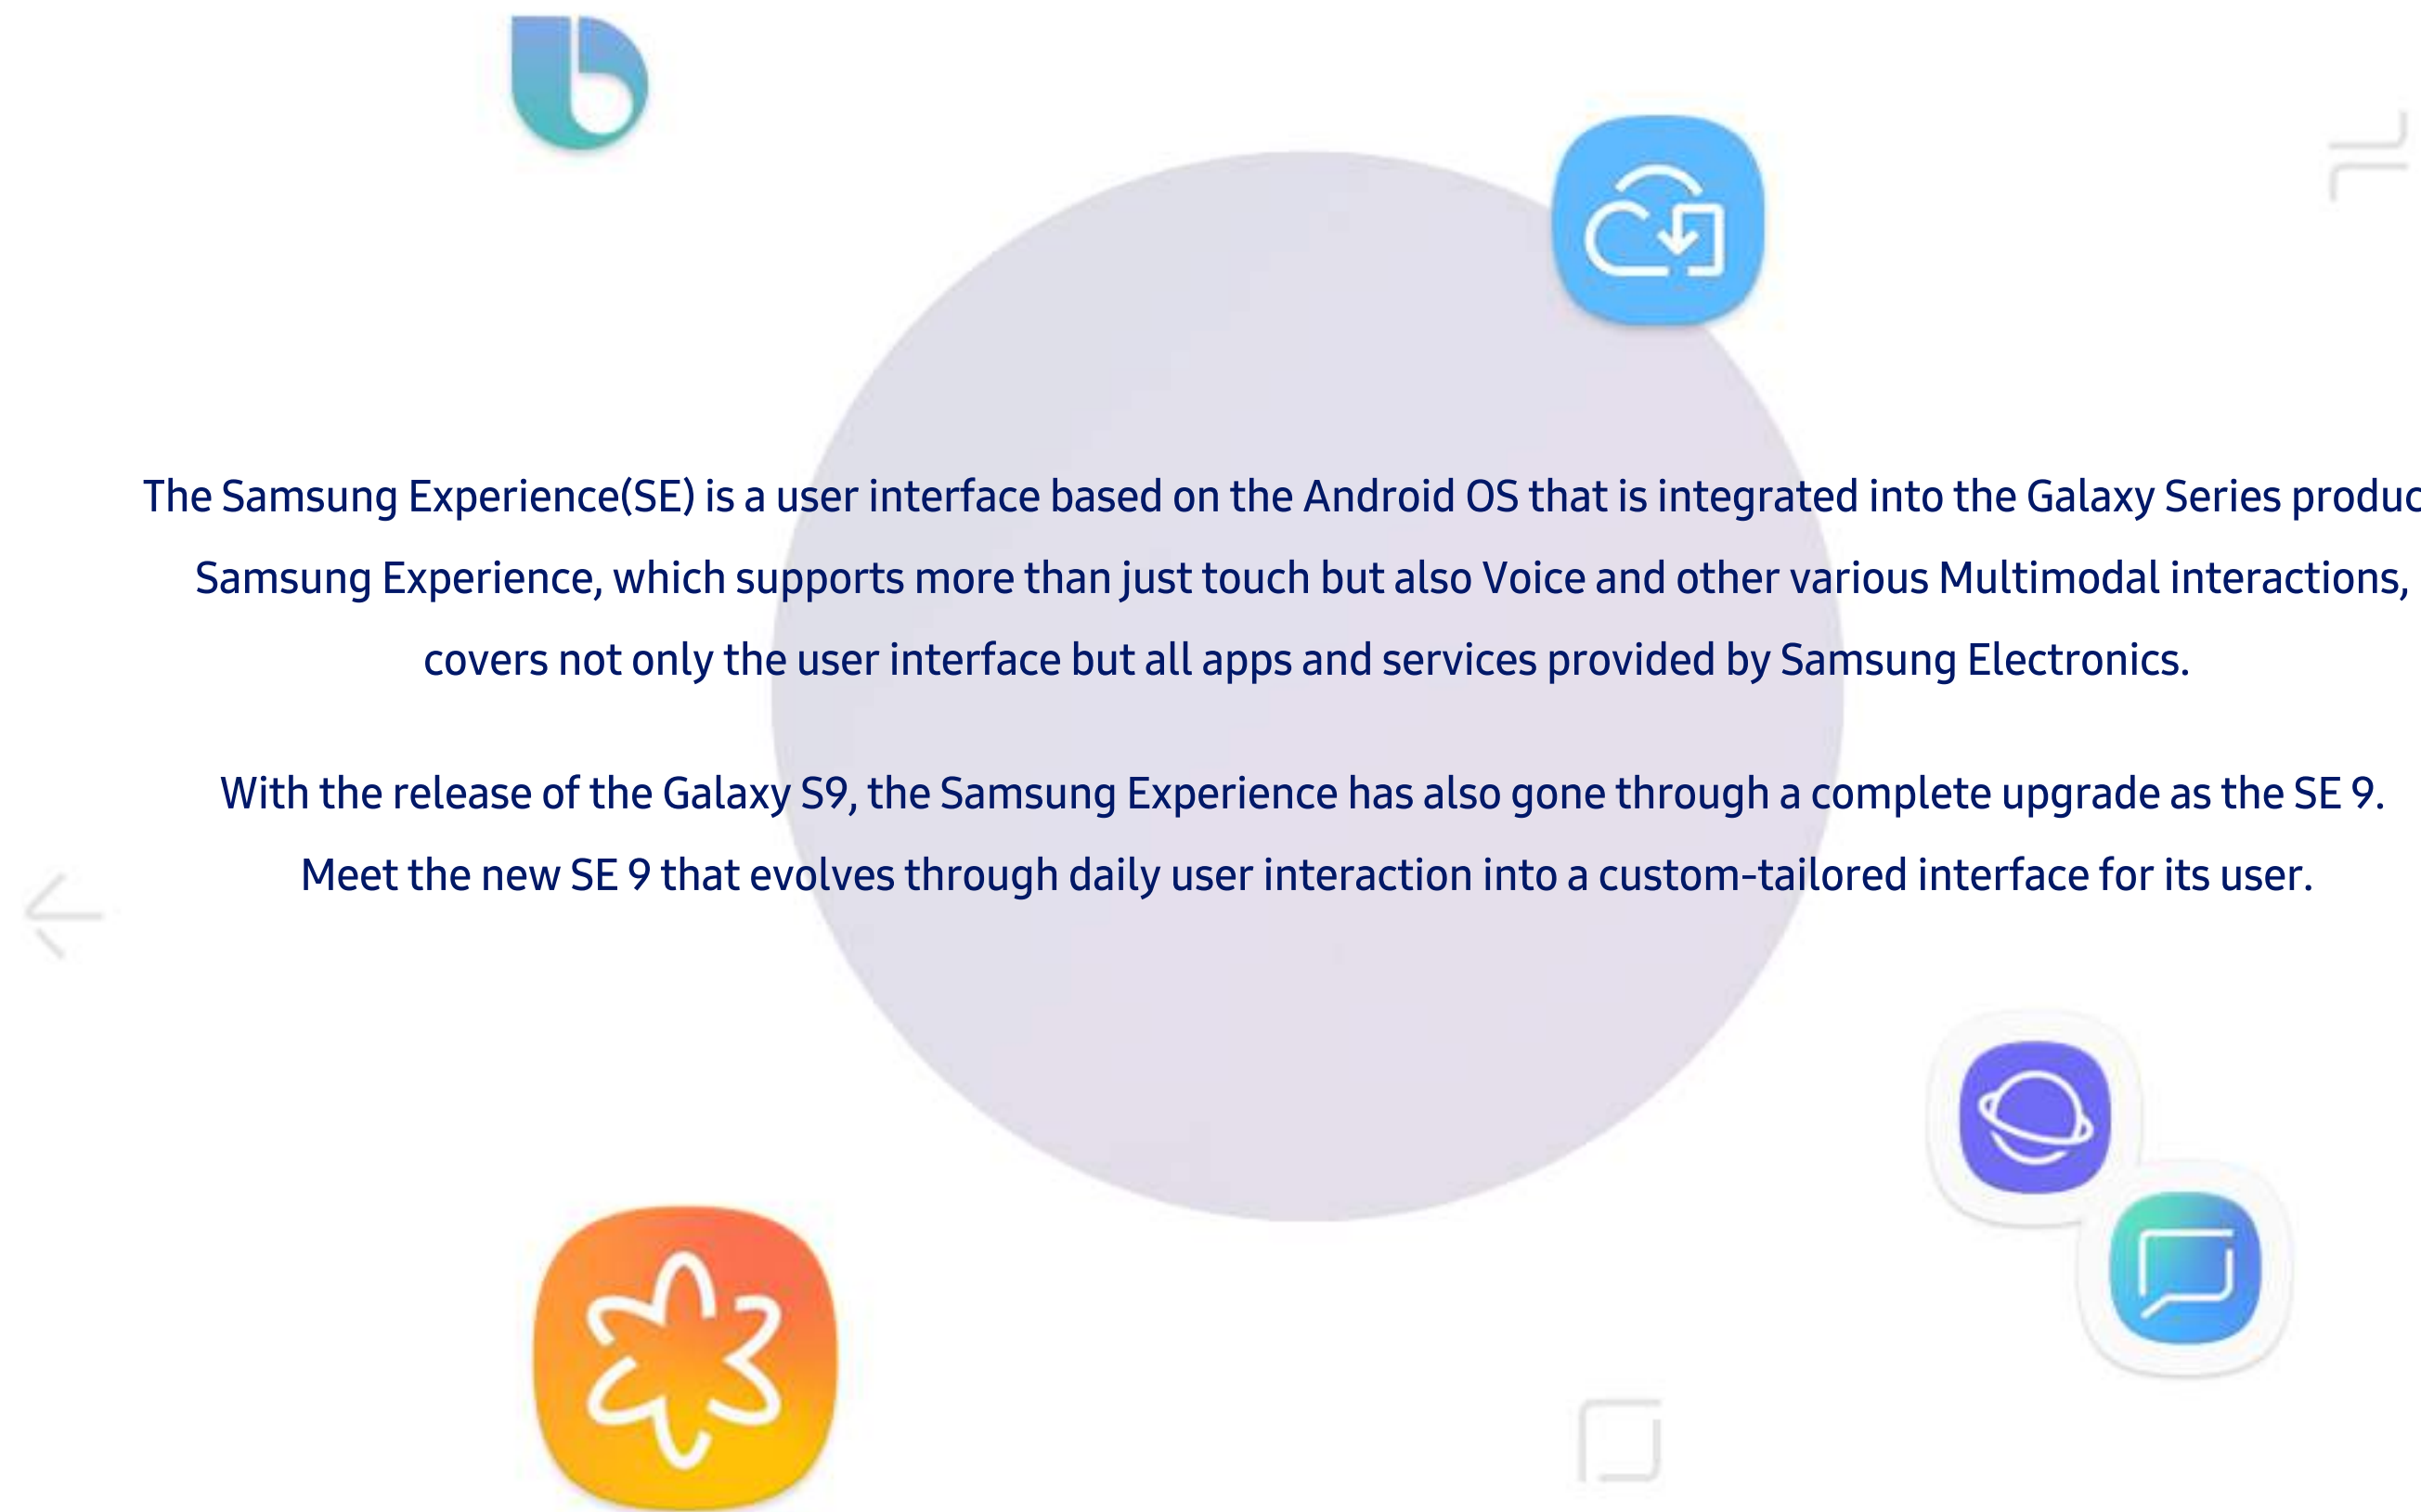 The Samsung Experience(SE) is a user interface based on the Android OS that is integrated into the Galaxy Series
Samsung Experience, which supports more than just touch but also Voice and other various Multimodal interactions,
covers not only the user interface but all apps and services provided by Samsung Electronics.
With the release of the Galaxy S9, the Samsung Experience has also gone through a complete upgrade as the SE 9.
Meet the new SE 9 that evolves through daily user interaction into a custom-tailored interface for its user.